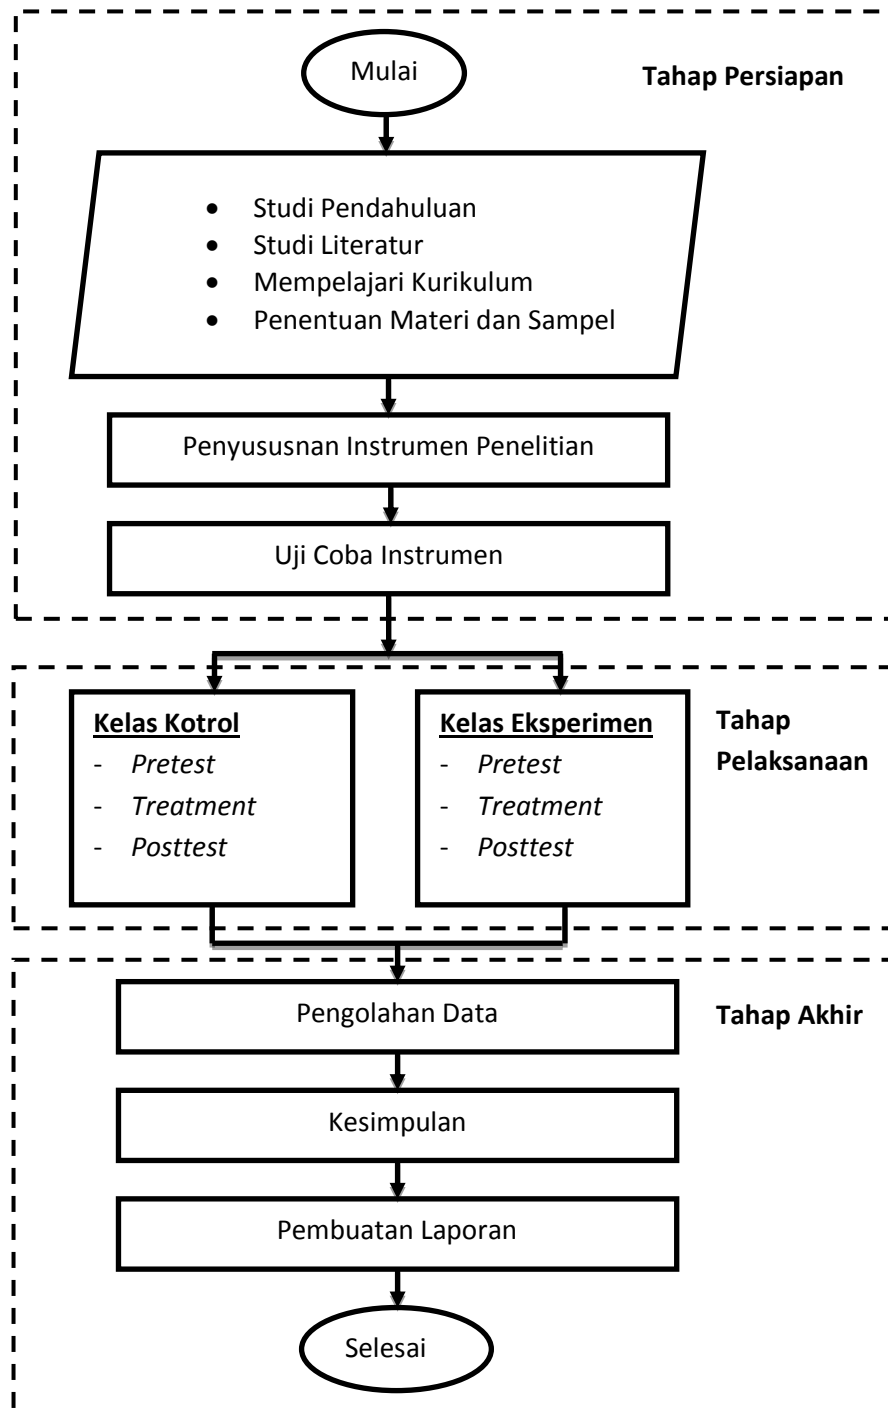 Mulai
Tahap Persiapan
• Studi Pendahuluan
• Studi Literatur
• Mempelajari Kurikulum
• Penentuan Materi dan Sampel
Penyususnan Instrumen Penelitian
Uji Coba Instrumen
Kelas Kotrol
- Pretest
- Treatment
- Posttest
Kelas Eksperimen
- Pretest
- Treatment
- Posttest
Tahap
Pelaksanaan
Pengolahan Data
Tahap Akhir
Kesimpulan
Pembuatan Laporan
Selesai